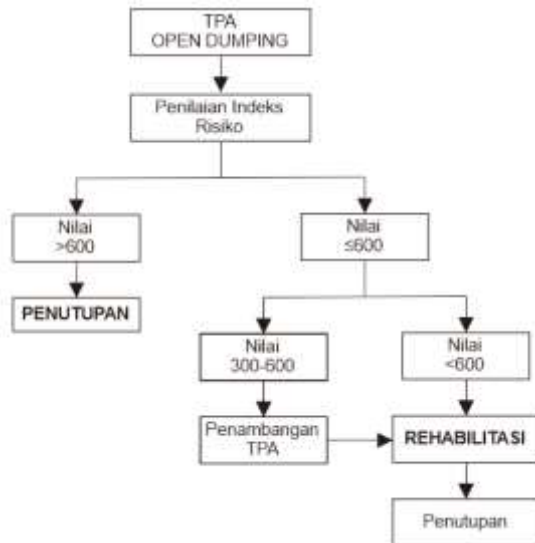 TPA
OPEN DUMPING
Penilaian Indeks
Risiko
Nilai
>600
Nilai
≤600
PENUTUPAN
Nilai
300-600
Nilai
<600
Penambangan
TPA
REHABILITASI
Penutupan